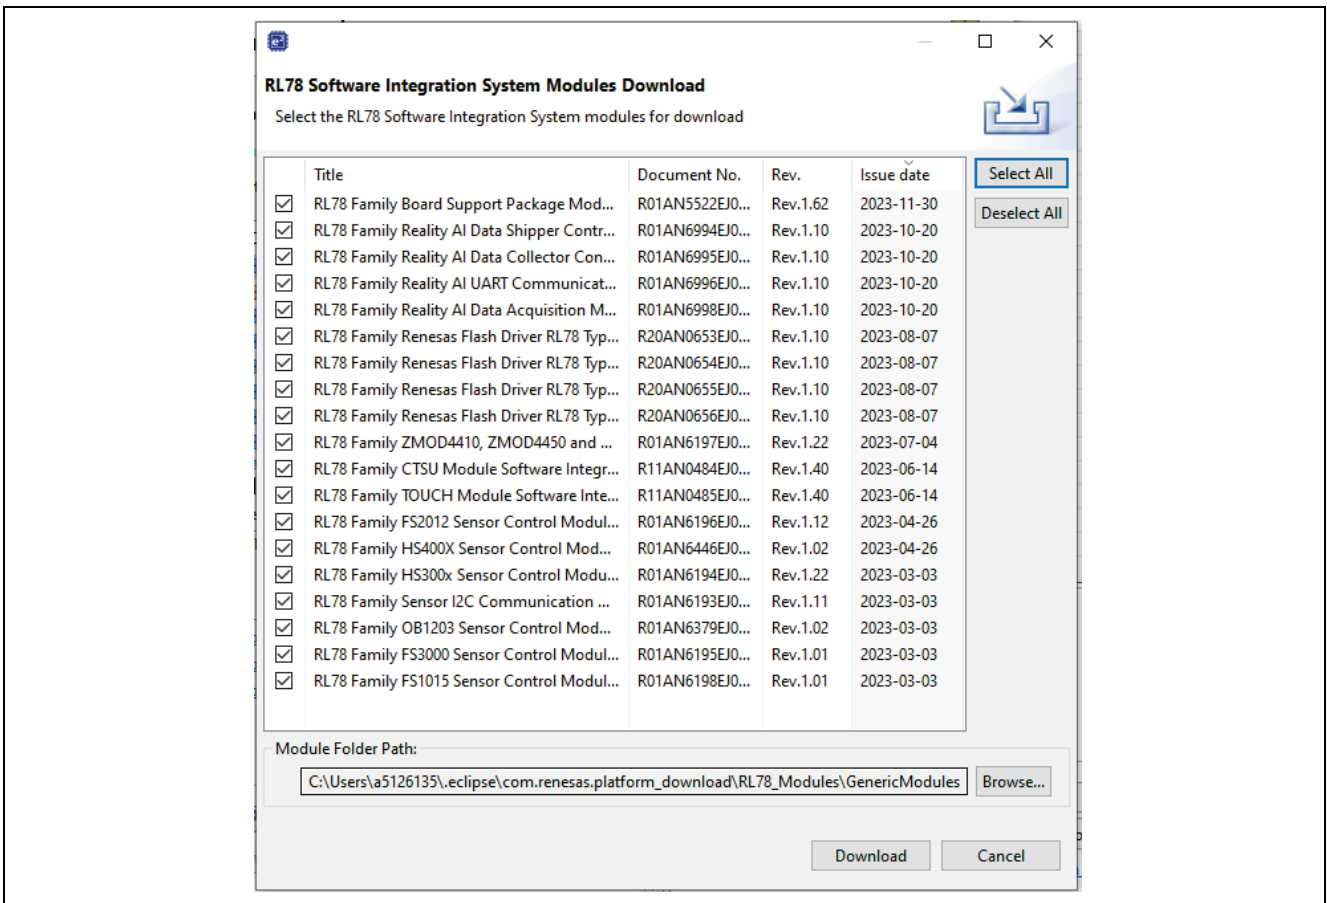 RL78 Software Integration System Modules Download
Select the RL78 Software Integration System modules for download
Title Document No. Rev. Issue date
RL78 Family Board Support Package Mod... R01AN5522EJ0... Rev.1.62 2023-11-30
RL78 Family Reality AI Data Shipper Contr... R01AN6994EJ0... Rev.1.10 2023-10-20
RL78 Family Reality AI Data Collector Con... R01AN6995EJ0... Rev.1.10 2023-10-20
RL78 Family Reality AI UART Communicat... R01AN6996EJ0... Rev.1.10 2023-10-20
RL78 Family Reality AI Data Acquisition M... R01AN6998EJ0... Rev.1.10 2023-10-20
RL78 Family Renesas Flash Driver RL78 Typ... R20AN0653EJ0... Rev.1.10 2023-08-07
RL78 Family Renesas Flash Driver RL78 Typ... R20AN0654EJ0... Rev.1.10 2023-08-07
RL78 Family Renesas Flash Driver RL78 Typ... R20AN0655EJ0... Rev.1.10 2023-08-07
RL78 Family Renesas Flash Driver RL78 Typ... R20AN0656EJ0... Rev.1.10 2023-08-07
RL78 Family ZMOD4410, ZMOD4450 and ... R01AN6197EJ0... Rev.1.22 2023-07-04
RL78 Family CTSU Module Software Integr... R11AN0484EJ0... Rev.1.40 2023-06-14
RL78 Family TOUCH Module Software Inte... R11AN0485EJ0... Rev.1.40 2023-06-14
RL78 Family FS2012 Sensor Control Modul... R01AN6196EJ0... Rev.1.12 2023-04-26
RL78 Family HS400X Sensor Control Mod... R01AN6446EJ0... Rev.1.02 2023-04-26
RL78 Family HS300x Sensor Control Modu... R01AN6194EJ0... Rev.1.22 2023-03-03
RL78 Family Sensor I2C Communication ... R01AN6193EJ0... Rev.1.11 2023-03-03
RL78 Family OB1203 Sensor Control Mod... R01AN6379EJ0... Rev.1.02 2023-03-03
RL78 Family FS3000 Sensor Control Modul... R01AN6195EJ0... Rev.1.01 2023-03-03
RL78 Family FS1015 Sensor Control Modul... R01AN6198EJ0... Rev.1.01 2023-03-03
Select All
Deselect All
Module Folder Path:
C:\Users\a5126135\.eclipse\com.renesas.platform_download\RL78_Modules\GenericModules
Browse...
Download
Cancel